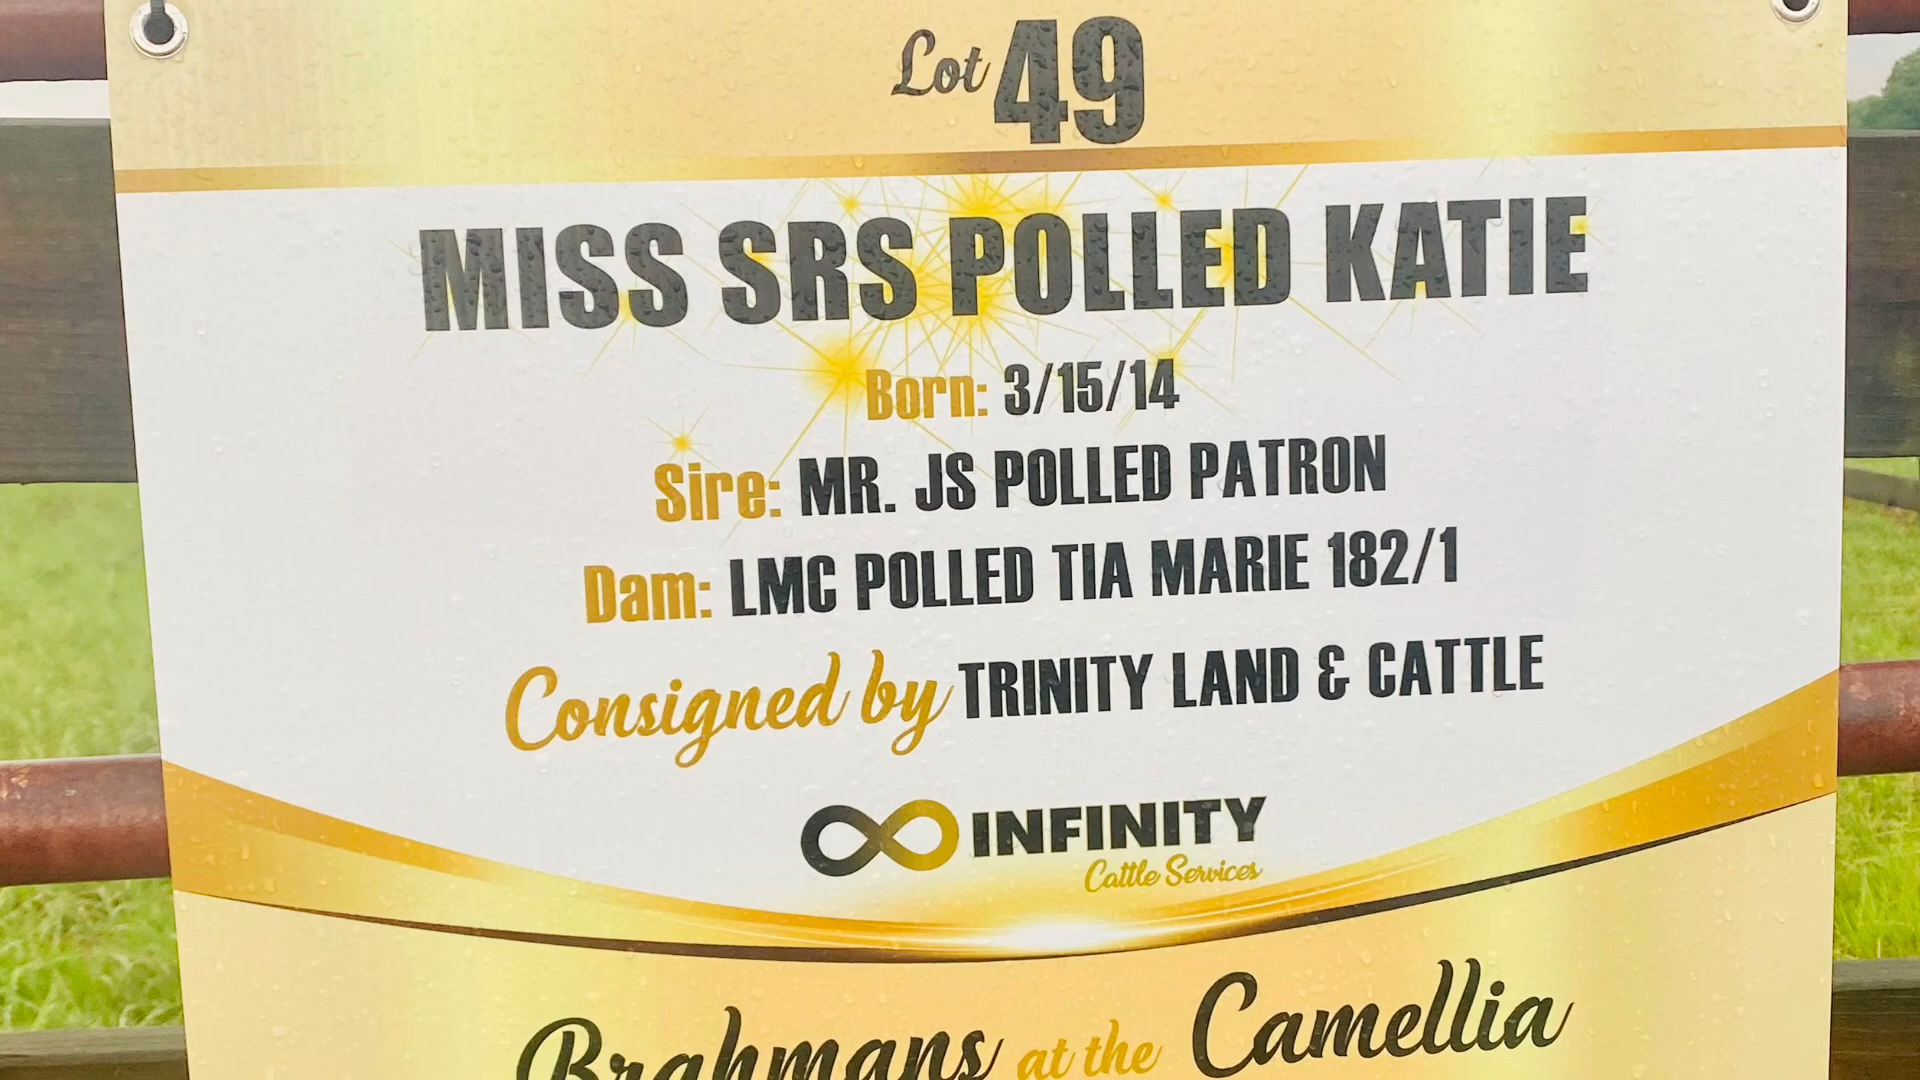 Lot 49
MISS SRS POLLED KATIE
Born: 3/15/14
Sire: MR. JS POLLED PATRON
Dam: LMC POLLED TIA MARIE 182/1
Consigned by TRINITY LAND & CATTLE
INFINITY
Cattle Services
Brahmans at the Camellia